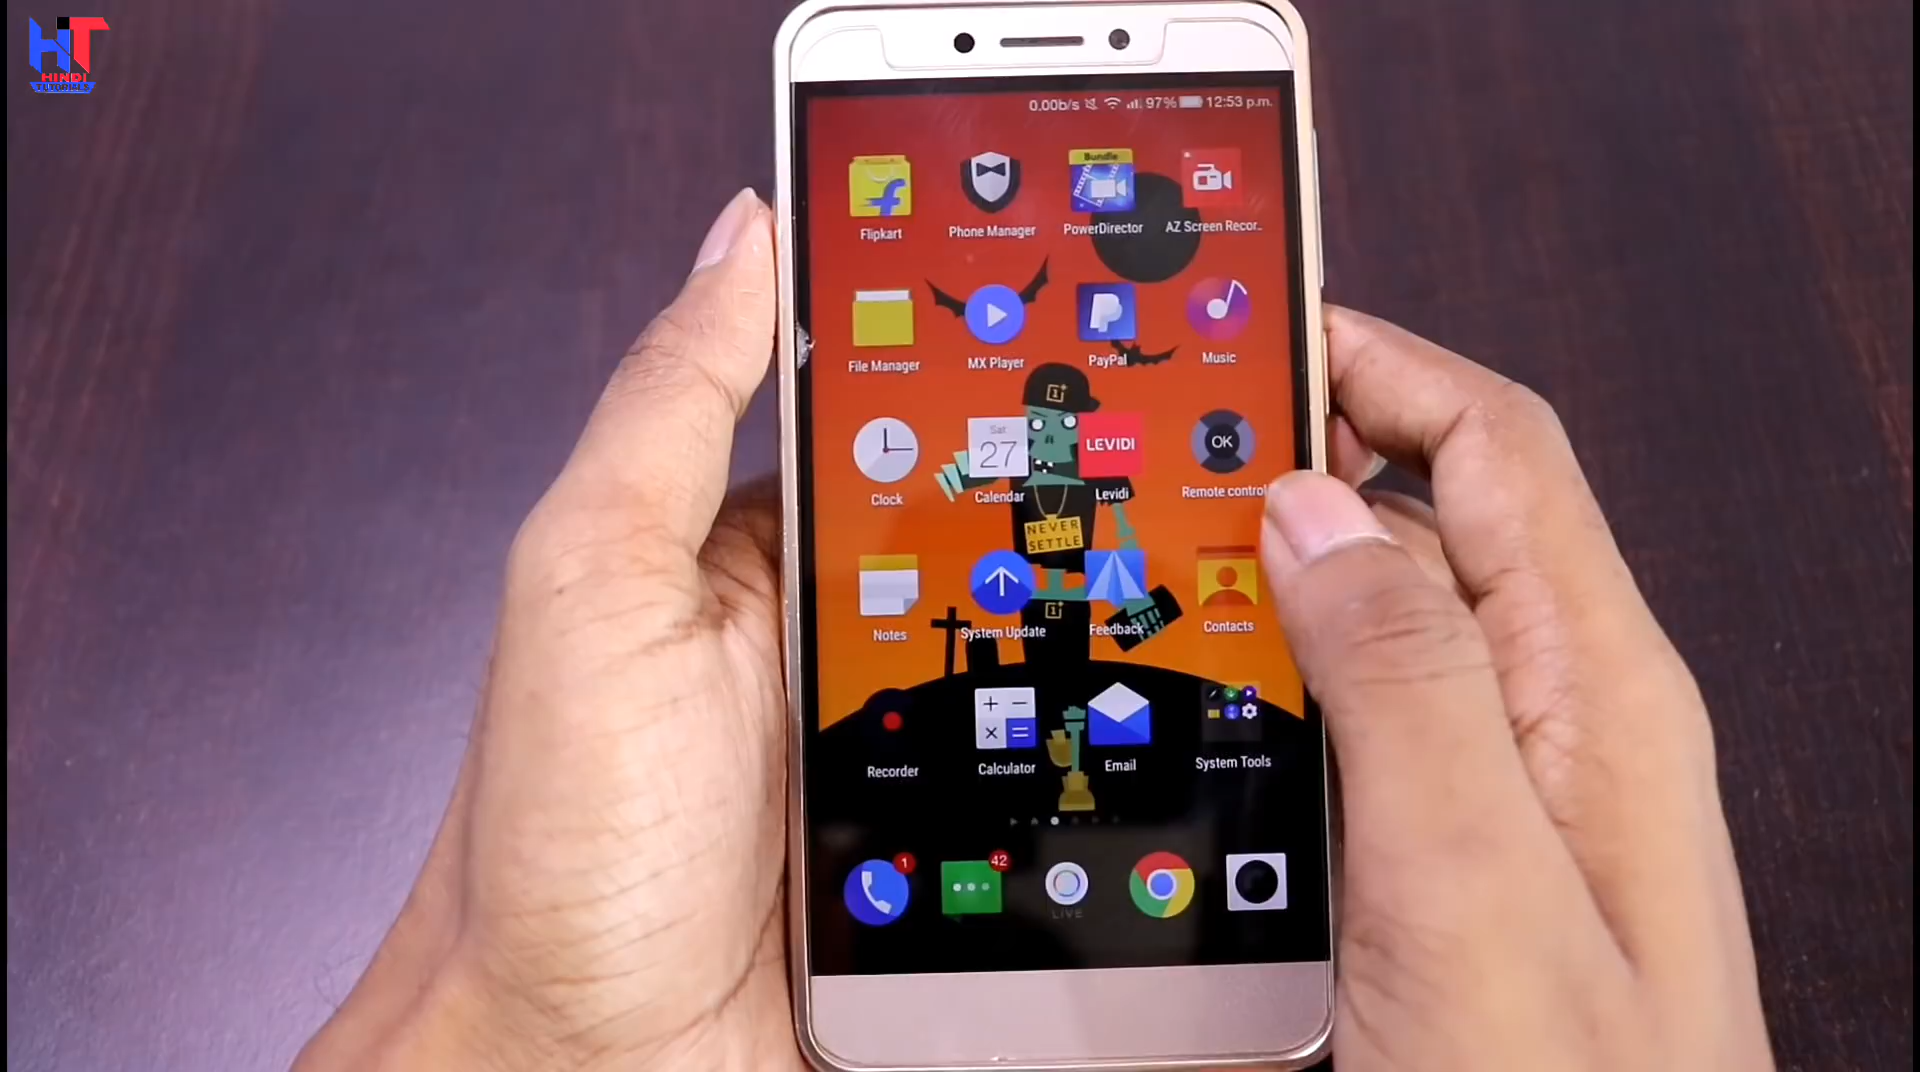 HT
HINDI
TUTORIALS
0.00b/s 97% 12:53 p.m.
Bundle
Flipkart
Phone Manager
PowerDirector
AZ Screen Recor..
File Manager
MX Player
PayPal
Music
Sat
27
LEVIDI
OK
Clock
Calendar
Levidi
Remote control
NEVER
SETTLE
Notes
System Update
Feedback
Contacts
Recorder
Calculator
Email
System Tools
1
42
LIVE